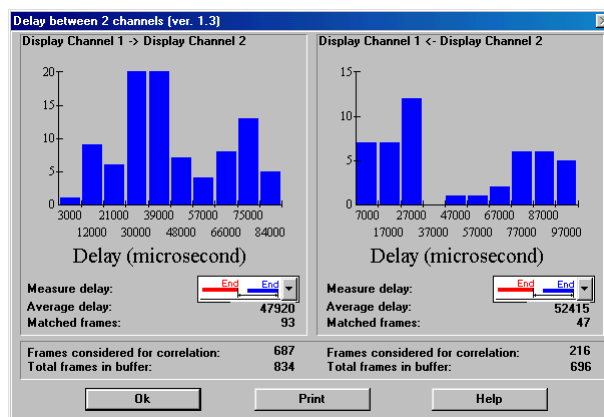 Delay between 2 channels (ver. 1.3)
Display Channel 1 -> Display Channel 2
20
15
10
5
0
3000 21000 39000 57000 75000
12000 30000 48000 66000 84000
Delay (microsecond)
Measure delay: End End
Average delay: 47920
Matched frames: 93
Frames considered for correlation: 687
Total frames in buffer: 834
Display Channel 1 <- Display Channel 2
15
10
5
0
7000 27000 47000 67000 87000
17000 37000 57000 77000 97000
Delay (microsecond)
Measure delay: End End
Average delay: 52415
Matched frames: 47
Frames considered for correlation: 216
Total frames in buffer: 696
Ok Print Help